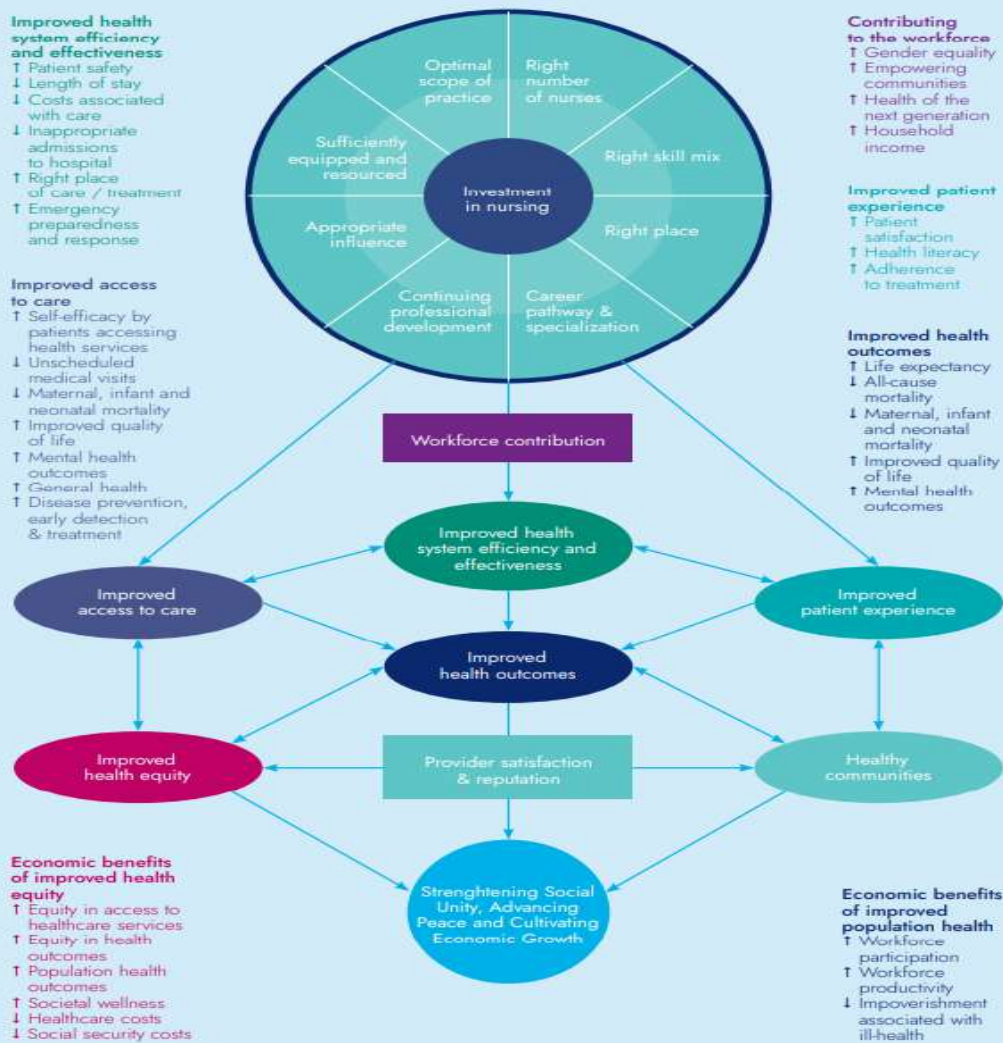 Improved health
system efficiency
and effectiveness
↑ Patient safety
↓ Length of stay
↓ Costs associated
with care
↓ Inappropriate
admissions
to hospital
↑ Right place
of care / treatment
↑ Emergency
preparedness
and response
Improved access
to care
↑ Self-efficacy by
patients accessing
health services
↓ Unscheduled
medical visits
↓ Maternal, infant and
neonatal mortality
↑ Improved quality
of life
↑ Mental health
outcomes
↑ General health
↑ Disease prevention,
early detection
& treatment
Optimal
scope of
practice
Right
number
of nurses
Sufficiently
equipped and
resourced
Right skill mix
Investment
in nursing
Appropriate
influence
Right place
Continuing
professional
development
Career
pathway &
specialization
Contributing
to the workforce
↑ Gender equality
↑ Empowering
communities
↑ Health of the
next generation
↑ Household
income
Improved patient
experience
↑ Patient
satisfaction
↑ Health literacy
↑ Adherence
to treatment
Improved health
outcomes
↑ Life expectancy
↓ All-cause
mortality
↓ Maternal, infant
and neonatal
mortality
↑ Improved quality
of life
↑ Mental health
outcomes
Workforce contribution
Improved health
system efficiency and
effectiveness
Improved
access to care
Improved
patient experience
Improved
health outcomes
Improved
health equity
Provider satisfaction
& reputation
Healthy
communities
Strenghtening Social
Unity, Advancing
Peace and Cultivating
Economic Growth
Economic benefits
of improved health
equity
↑ Equity in access to
healthcare services
↑ Equity in health
outcomes
↑ Population health
outcomes
↑ Societal wellness
↓ Healthcare costs
↓ Social security costs
Economic benefits
of improved
population health
↑ Workforce
participation
↑ Workforce
productivity
↓ Impoverishment
associated with
ill-health